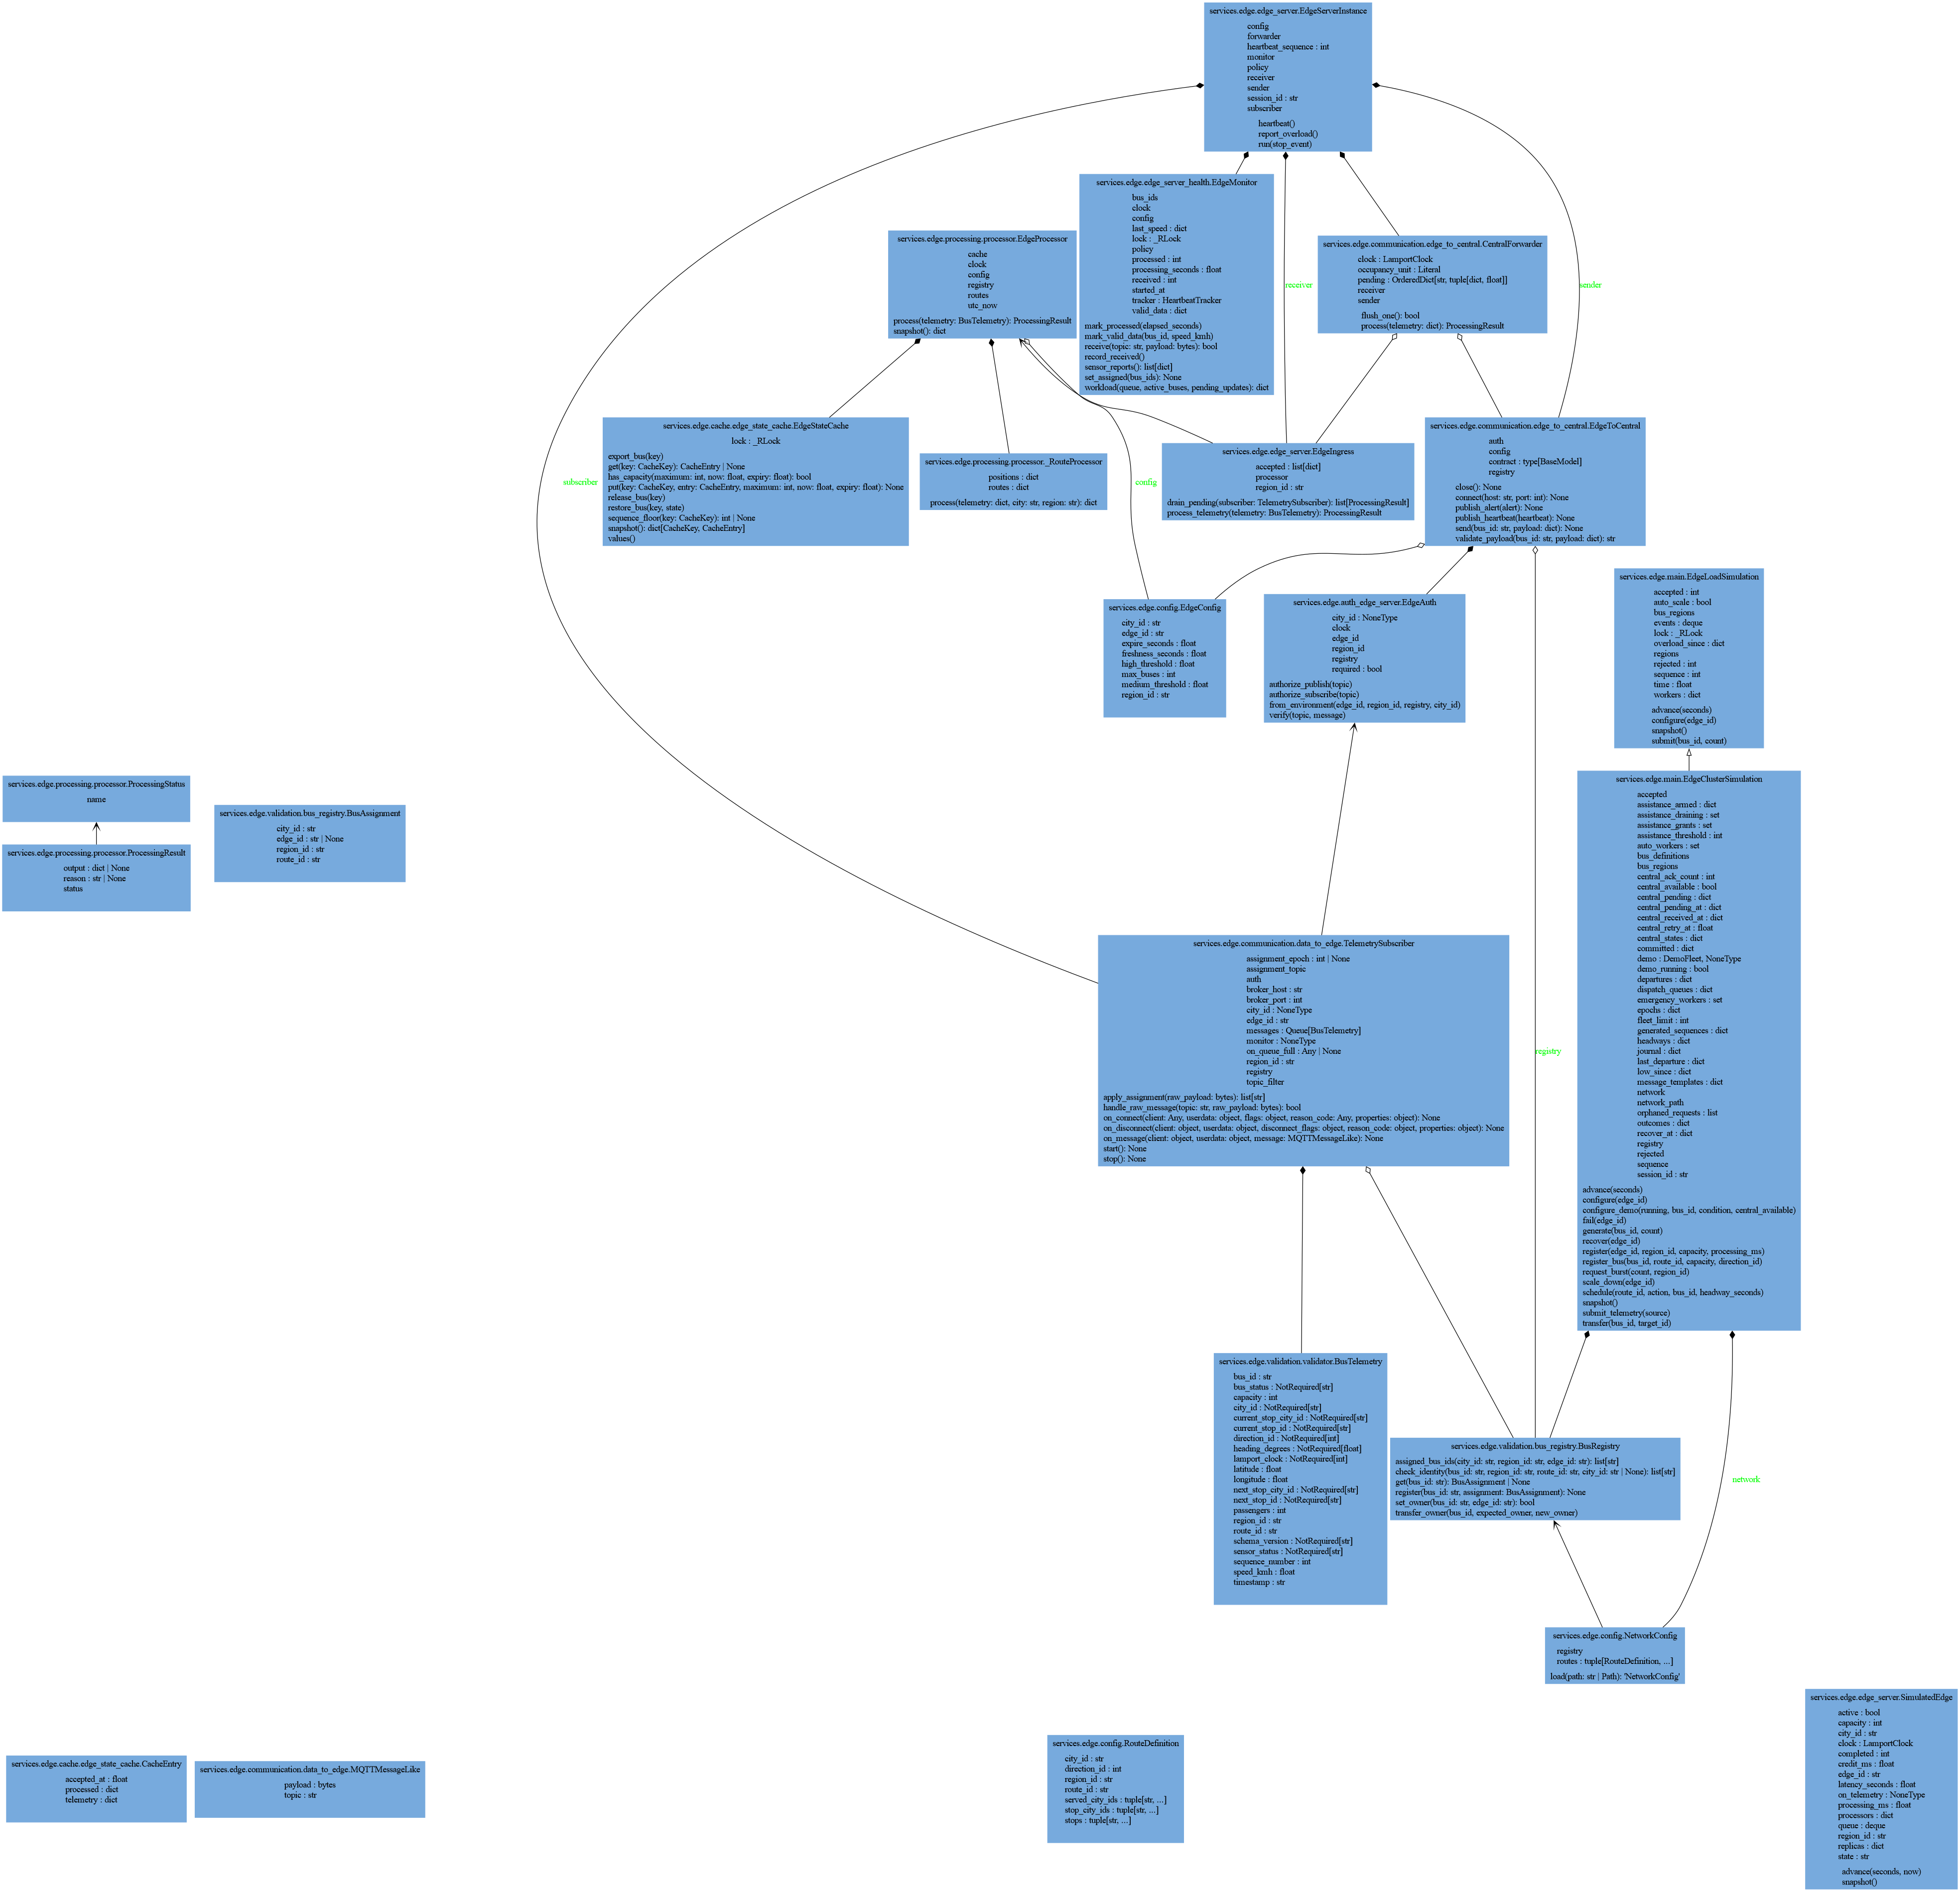 services.edge.edge_server.EdgeServerInstance
config
forwarder
heartbeat_sequence : int
monitor
policy
receiver
sender
session_id : str
subscriber
heartbeat()
report_overload()
run(stop_event)
services.edge.edge_server_health.EdgeMonitor
bus_ids
clock
config
last_speed : dict
lock : _RLock
policy
processed : int
processing_seconds : float
received : int
started_at
tracker : HeartbeatTracker
valid_data : dict
mark_processed(elapsed_seconds)
mark_valid_data(bus_id, speed_kmh)
receive(topic: str, payload: bytes): bool
record_received()
sensor_reports(): list[dict]
set_assigned(bus_ids): None
workload(queue, active_buses, pending_updates): dict
services.edge.processing.processor.EdgeProcessor
cache
clock
config
registry
routes
utc_now
process(telemetry: BusTelemetry): ProcessingResult
snapshot(): dict
services.edge.communication.edge_to_central.CentralForwarder
clock : LamportClock
occupancy_unit : Literal
pending : OrderedDict[str, tuple[dict, float]]
receiver
sender
flush_one(): bool
process(telemetry: dict): ProcessingResult
receiver
sender
services.edge.cache.edge_state_cache.EdgeStateCache
lock : _RLock
export_bus(key)
get(key: CacheKey): CacheEntry | None
has_capacity(maximum: int, now: float, expiry: float): bool
put(key: CacheKey, entry: CacheEntry, maximum: int, now: float, expiry: float): None
release_bus(key)
restore_bus(key, state)
sequence_floor(key: CacheKey): int | None
snapshot(): dict[CacheKey, CacheEntry]
values()
services.edge.processing.processor._RouteProcessor
positions : dict
routes : dict
process(telemetry: dict, city: str, region: str): dict
services.edge.edge_server.EdgeIngress
accepted : list[dict]
processor
region_id : str
drain_pending(subscriber: TelemetrySubscriber): list[ProcessingResult]
process_telemetry(telemetry: BusTelemetry): ProcessingResult
services.edge.communication.edge_to_central.EdgeToCentral
auth
config
contract : type[BaseModel]
registry
close(): None
connect(host: str, port: int): None
publish_alert(alert): None
publish_heartbeat(heartbeat): None
send(bus_id: str, payload: dict): None
validate_payload(bus_id: str, payload: dict): str
subscriber
config
services.edge.config.EdgeConfig
city_id : str
edge_id : str
expire_seconds : float
freshness_seconds : float
high_threshold : float
max_buses : int
medium_threshold : float
region_id : str
services.edge.auth_edge_server.EdgeAuth
city_id : NoneType
clock
edge_id
region_id
registry
required : bool
authorize_publish(topic)
authorize_subscribe(topic)
from_environment(edge_id, region_id, registry, city_id)
verify(topic, message)
services.edge.main.EdgeLoadSimulation
accepted : int
auto_scale : bool
bus_regions
events : deque
lock : _RLock
overload_since : dict
regions
rejected : int
sequence : int
time : float
workers : dict
advance(seconds)
configure(edge_id)
snapshot()
submit(bus_id, count)
services.edge.processing.processor.ProcessingStatus
name
services.edge.processing.processor.ProcessingResult
output : dict | None
reason : str | None
status
services.edge.validation.bus_registry.BusAssignment
city_id : str
edge_id : str | None
region_id : str
route_id : str
services.edge.communication.data_to_edge.TelemetrySubscriber
assignment_epoch : int | None
assignment_topic
auth
broker_host : str
broker_port : int
city_id : NoneType
edge_id : str
messages : Queue[BusTelemetry]
monitor : NoneType
on_queue_full : Any | None
region_id : str
registry
topic_filter
apply_assignment(raw_payload: bytes): list[str]
handle_raw_message(topic: str, raw_payload: bytes): bool
on_connect(client: Any, userdata: object, flags: object, reason_code: Any, properties: object): None
on_disconnect(client: object, userdata: object, disconnect_flags: object, reason_code: object, properties: object): None
on_message(client: object, userdata: object, message: MQTTMessageLike): None
start(): None
stop(): None
registry
services.edge.main.EdgeClusterSimulation
accepted
assistance_armed : dict
assistance_draining : set
assistance_grants : set
assistance_threshold : int
auto_workers : set
bus_definitions
bus_regions
central_ack_count : int
central_available : bool
central_pending : dict
central_pending_at : dict
central_received_at : dict
central_retry_at : float
central_states : dict
committed : dict
demo : DemoFleet, NoneType
demo_running : bool
departures : dict
dispatch_queues : dict
emergency_workers : set
epochs : dict
fleet_limit : int
generated_sequences : dict
headways : dict
journal : dict
last_departure : dict
low_since : dict
message_templates : dict
network
network_path
orphaned_requests : list
outcomes : dict
recover_at : dict
registry
rejected
sequence
session_id : str
advance(seconds)
configure(edge_id)
configure_demo(running, bus_id, condition, central_available)
fail(edge_id)
generate(bus_id, count)
recover(edge_id)
register(edge_id, region_id, capacity, processing_ms)
register_bus(bus_id, route_id, capacity, direction_id)
request_burst(count, region_id)
scale_down(edge_id)
schedule(route_id, action, bus_id, headway_seconds)
snapshot()
submit_telemetry(source)
transfer(bus_id, target_id)
services.edge.validation.validator.BusTelemetry
bus_id : str
bus_status : NotRequired[str]
capacity : int
city_id : NotRequired[str]
current_stop_city_id : NotRequired[str]
current_stop_id : NotRequired[str]
direction_id : NotRequired[int]
heading_degrees : NotRequired[float]
lamport_clock : NotRequired[int]
latitude : float
longitude : float
next_stop_city_id : NotRequired[str]
next_stop_id : NotRequired[str]
passengers : int
region_id : str
route_id : str
schema_version : NotRequired[str]
sensor_status : NotRequired[str]
sequence_number : int
speed_kmh : float
timestamp : str
services.edge.validation.bus_registry.BusRegistry
assigned_bus_ids(city_id: str, region_id: str, edge_id: str): list[str]
check_identity(bus_id: str, region_id: str, route_id: str, city_id: str | None): list[str]
get(bus_id: str): BusAssignment | None
register(bus_id: str, assignment: BusAssignment): None
set_owner(bus_id: str, edge_id: str): bool
transfer_owner(bus_id, expected_owner, new_owner)
network
services.edge.config.NetworkConfig
registry
routes : tuple[RouteDefinition, ...]
load(path: str | Path): 'NetworkConfig'
services.edge.cache.edge_state_cache.CacheEntry
accepted_at : float
processed : dict
telemetry : dict
services.edge.communication.data_to_edge.MQTTMessageLike
payload : bytes
topic : str
services.edge.config.RouteDefinition
city_id : str
direction_id : int
region_id : str
route_id : str
served_city_ids : tuple[str, ...]
stop_city_ids : tuple[str, ...]
stops : tuple[str, ...]
services.edge.edge_server.SimulatedEdge
active : bool
capacity : int
city_id : str
clock : LamportClock
completed : int
credit_ms : float
edge_id : str
latency_seconds : float
on_telemetry : NoneType
processing_ms : float
processors : dict
queue : deque
region_id : str
replicas : dict
state : str
advance(seconds, now)
snapshot()